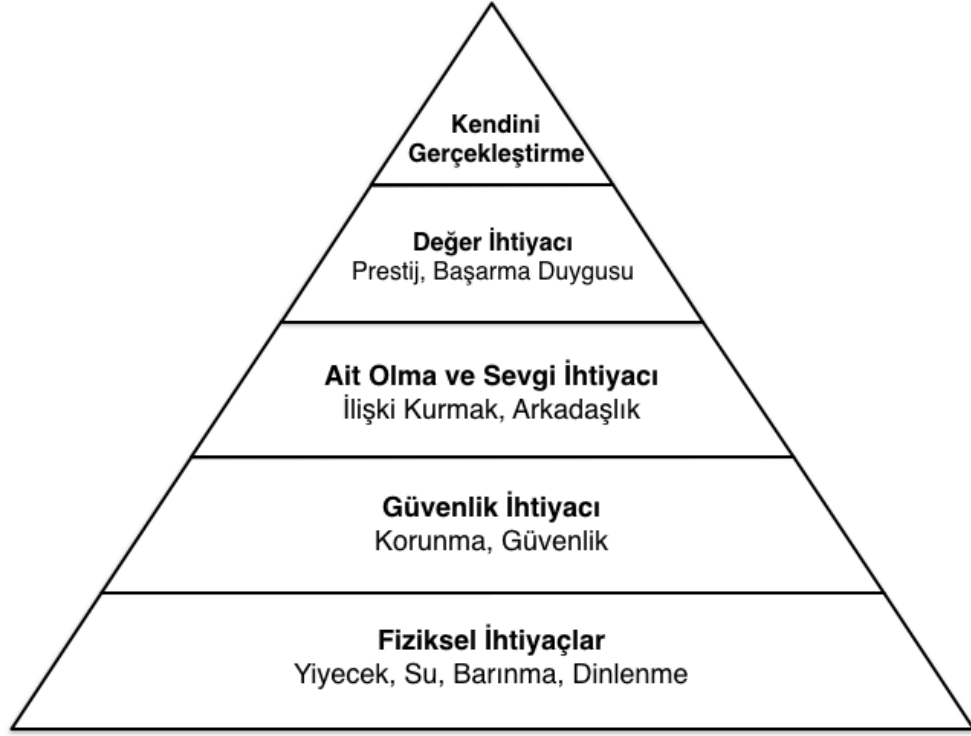 Kendini
Gerçekleştirme
Değer İhtiyacı
Prestij, Başarma Duygusu
Ait Olma ve Sevgi İhtiyacı
İlişki Kurmak, Arkadaşlık
Güvenlik İhtiyacı
Korunma, Güvenlik
Fiziksel İhtiyaçlar
Yiyecek, Su, Barınma, Dinlenme